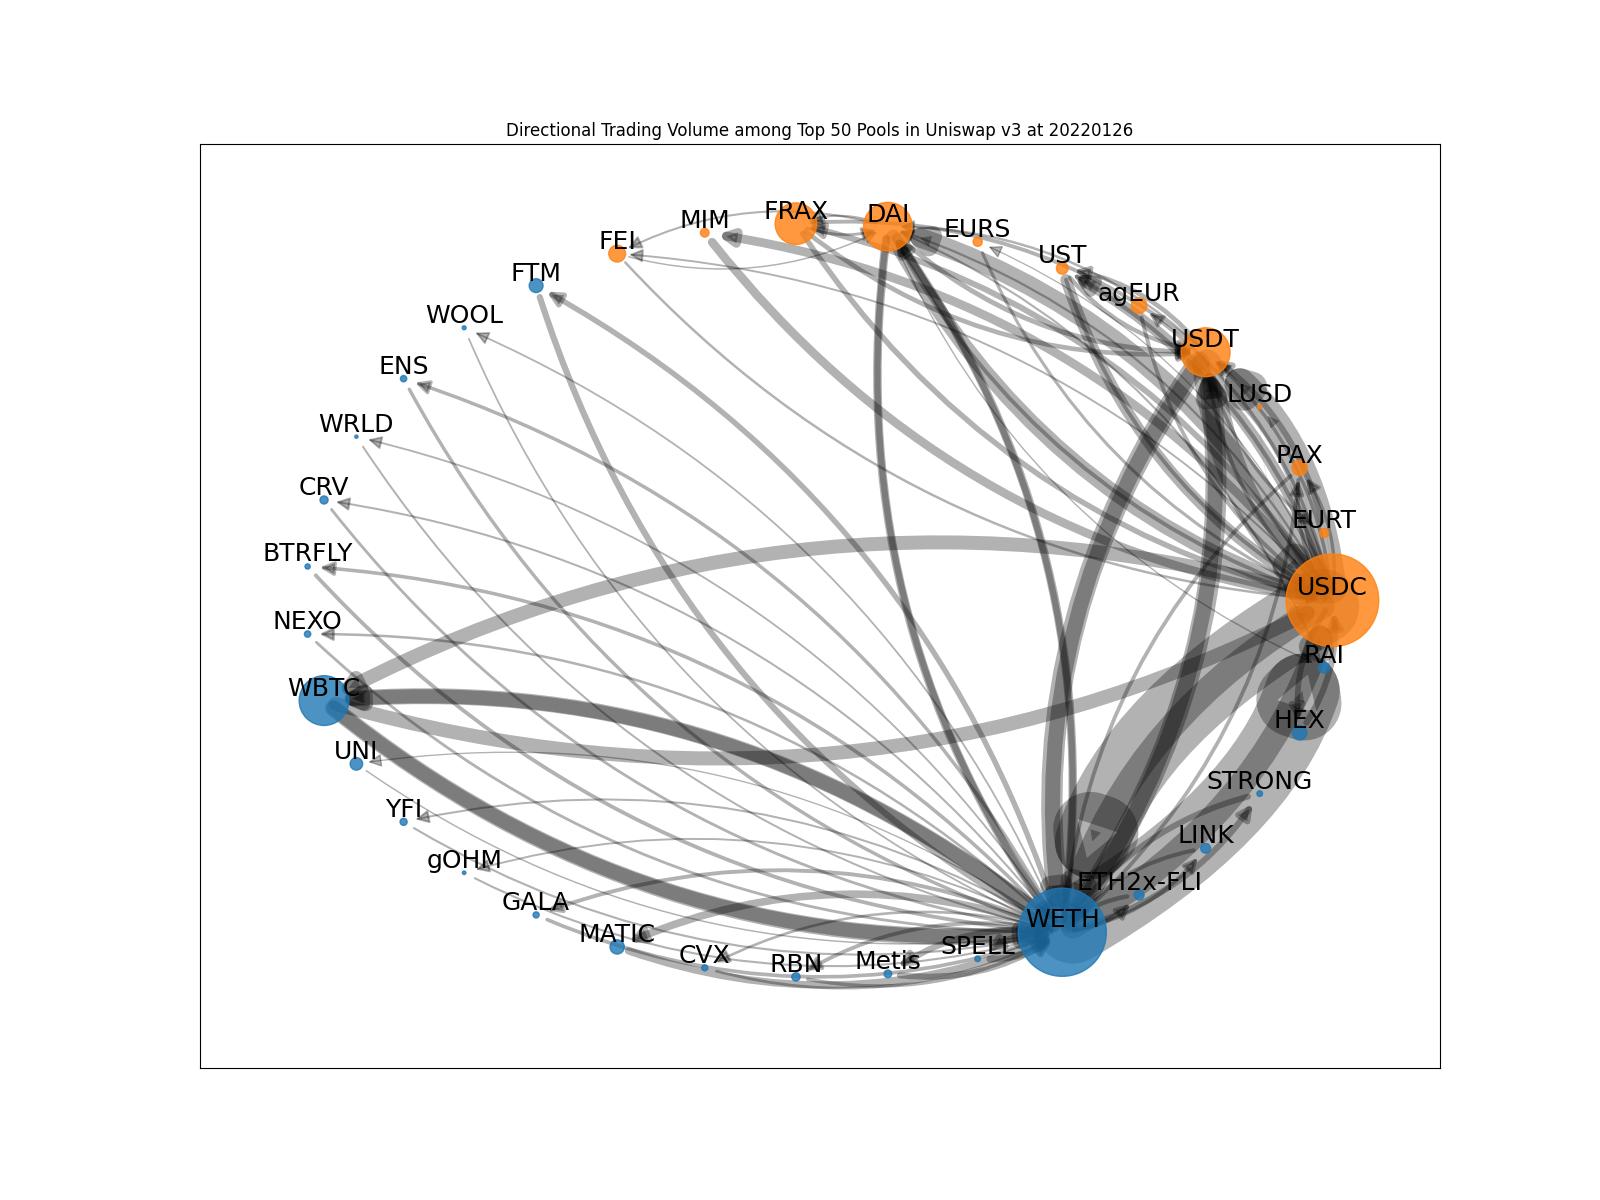 Directional Trading Volume among Top 50 Pools in Uniswap v3 at 20220126
FRAX
DAI
MIM
EURS
FEI
UST
FTM
agEUR
WOOL
USDT
ENS
LUSD
WRLD
PAX
CRV
EURT
BTRFLY
USDC
NEXO
RAI
WBTC
HEX
UNI
STRONG
YFI
LINK
gOHM
ETH2x-FLI
GALA
WETH
MATIC
SPELL
CVX
Metis
RBN